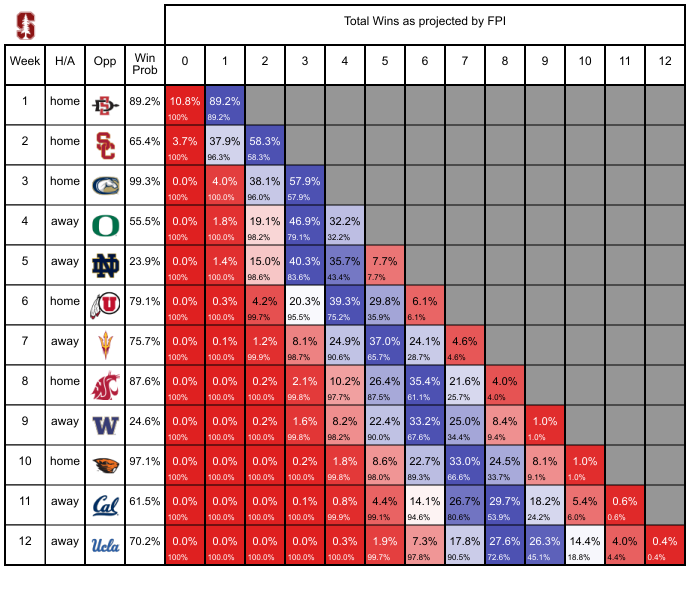 Total Wins as projected by FPI
Week H/A Opp Win Prob 0 1 2 3 4 5 6 7 8 9 10 11 12
1 home SD 89.2% 10.8% 89.2%
100% 89.2%
2 home SC 65.4% 3.7% 37.9% 58.3%
100% 96.3% 58.3%
3 home 99.3% 0.0% 4.0% 38.1% 57.9%
100% 100.0% 96.0% 57.9%
4 away O 55.5% 0.0% 1.8% 19.1% 46.9% 32.2%
100% 100.0% 98.2% 79.1% 32.2%
5 away ND 23.9% 0.0% 1.4% 15.0% 40.3% 35.7% 7.7%
100% 100.0% 98.6% 83.6% 43.4% 7.7%
6 home U 79.1% 0.0% 0.3% 4.2% 20.3% 39.3% 29.8% 6.1%
100% 100.0% 99.7% 95.5% 75.2% 35.9% 6.1%
7 away 75.7% 0.0% 0.1% 1.2% 8.1% 24.9% 37.0% 24.1% 4.6%
100% 100.0% 99.9% 98.7% 90.6% 65.7% 28.7% 4.6%
8 home 87.6% 0.0% 0.0% 0.2% 2.1% 10.2% 26.4% 35.4% 21.6% 4.0%
100% 100.0% 100.0% 99.8% 97.7% 87.5% 61.1% 25.7% 4.0%
9 away W 24.6% 0.0% 0.0% 0.2% 1.6% 8.2% 22.4% 33.2% 25.0% 8.4% 1.0%
100% 100.0% 100.0% 99.8% 98.2% 90.0% 67.6% 34.4% 9.4% 1.0%
10 home 97.1% 0.0% 0.0% 0.0% 0.2% 1.8% 8.6% 22.7% 33.0% 24.5% 8.1% 1.0%
100% 100.0% 100.0% 100.0% 99.8% 98.0% 89.3% 66.6% 33.7% 9.1% 1.0%
11 away Cal 61.5% 0.0% 0.0% 0.0% 0.1% 0.8% 4.4% 14.1% 26.7% 29.7% 18.2% 5.4% 0.6%
100% 100.0% 100.0% 100.0% 99.9% 99.1% 94.6% 80.6% 53.9% 24.2% 6.0% 0.6%
12 away Ucla 70.2% 0.0% 0.0% 0.0% 0.0% 0.3% 1.9% 7.3% 17.8% 27.6% 26.3% 14.4% 4.0% 0.4%
100% 100.0% 100.0% 100.0% 100.0% 99.7% 97.8% 90.5% 72.6% 45.1% 18.8% 4.4% 0.4%